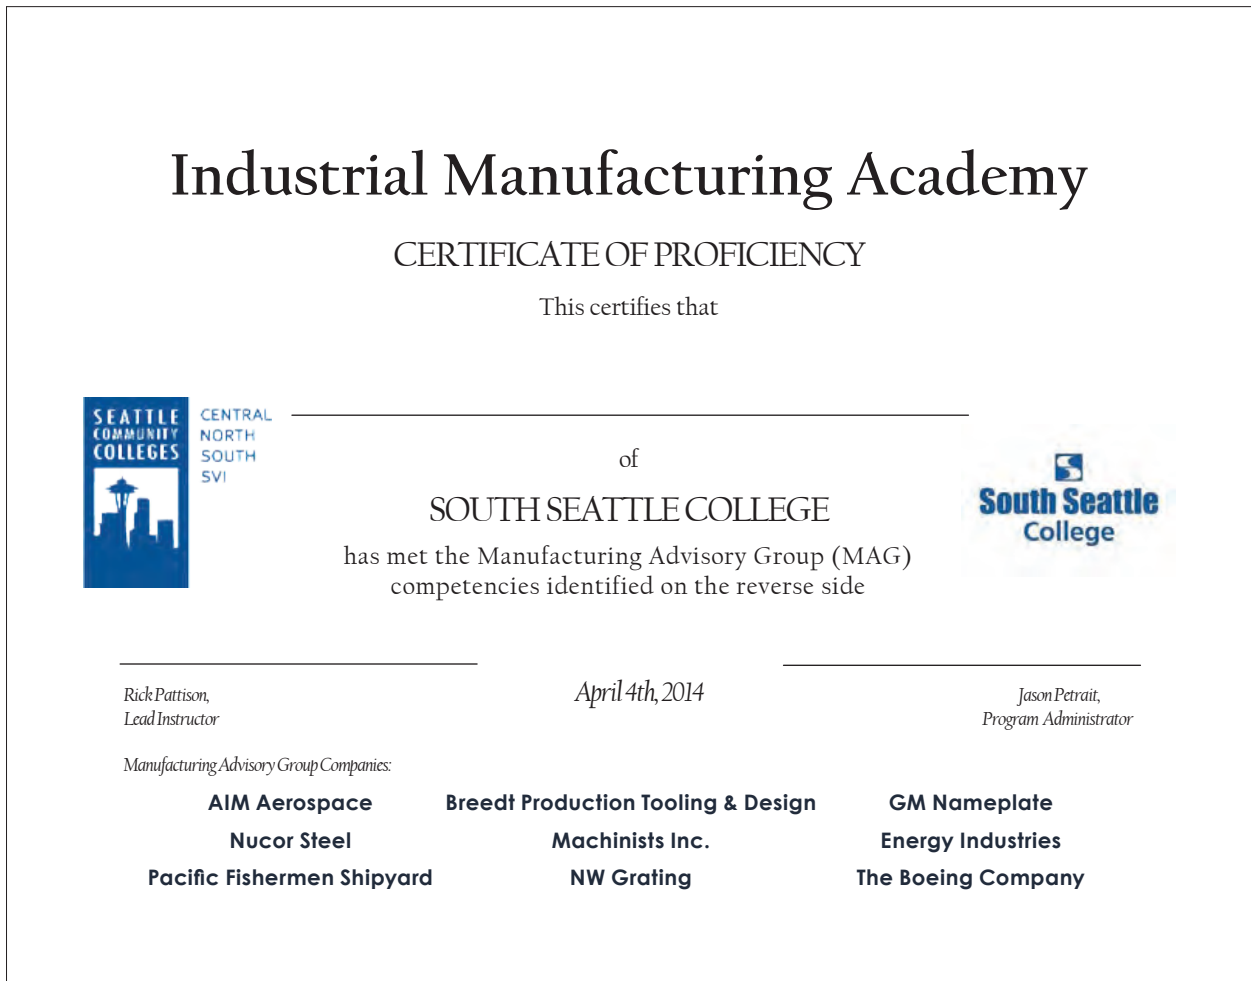 Industrial Manufacturing Academy
CERTIFICATE OF PROFICIENCY
This certifies that
SEATTLE
COMMUNITY
COLLEGES
CENTRAL
NORTH
SOUTH
SVI
of
SOUTH SEATTLE COLLEGE
has met the Manufacturing Advisory Group (MAG)
competencies identified on the reverse side
South Seattle
College
Rick Pattison,
Lead Instructor
April 4th, 2014
Jason Petrait,
Program Administrator
Manufacturing Advisory Group Companies:
AIM Aerospace Breedt Production Tooling & Design GM Nameplate
Nucor Steel Machinists Inc. Energy Industries
Pacific Fishermen Shipyard NW Grating The Boeing Company